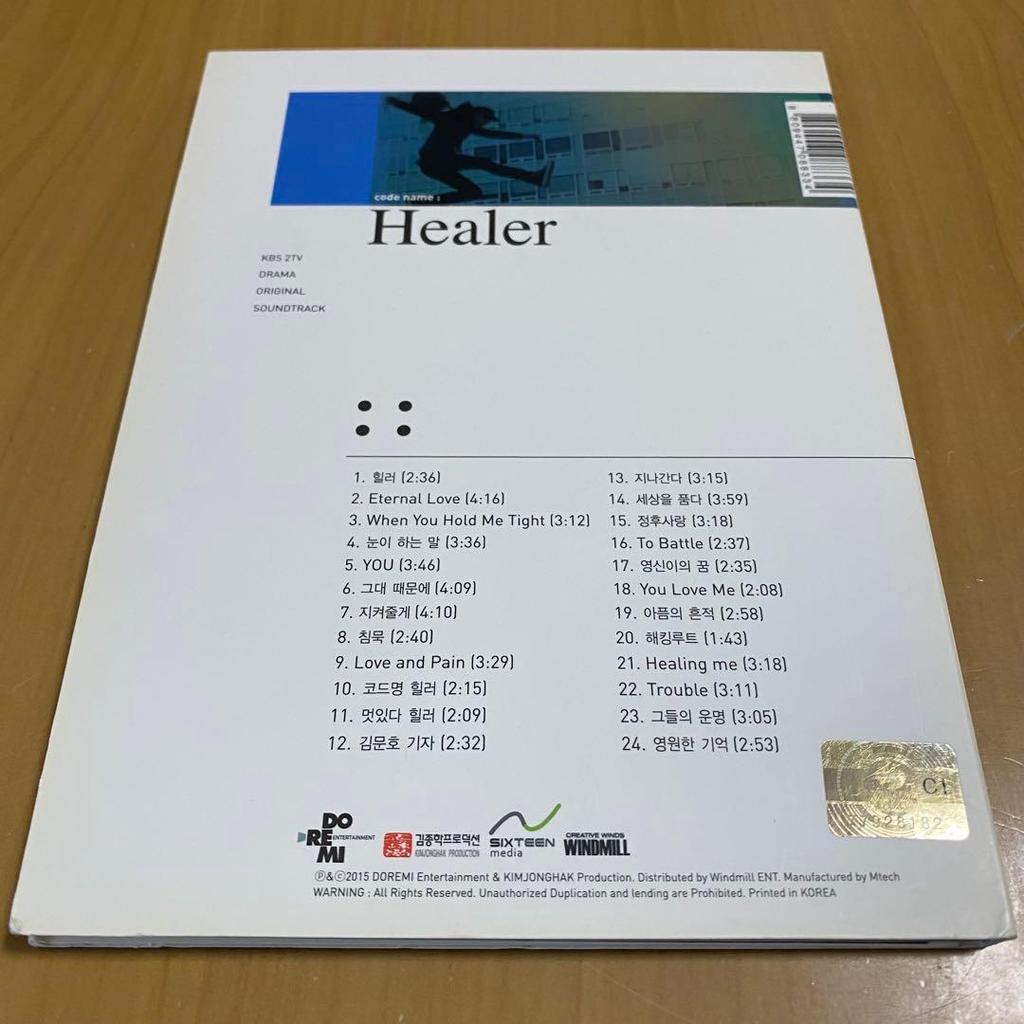 8809447088334
code name :
Healer
KBS 2TV
DRAMA
ORIGINAL
SOUNDTRACK
1. 힐러 (2:36)
2. Eternal Love (4:16)
3. When You Hold Me Tight (3:12)
4. 눈이 하는 말 (3:36)
5. YOU (3:46)
6. 그대 때문에 (4:09)
7. 지켜줄게 (4:10)
8. 침묵 (2:40)
9. Love and Pain (3:29)
10. 코드명 힐러 (2:15)
11. 멋있다 힐러 (2:09)
12. 김문호 기자 (2:32)
13. 지나간다 (3:15)
14. 세상을 품다 (3:59)
15. 정후사랑 (3:18)
16. To Battle (2:37)
17. 영신이의 꿈 (2:35)
18. You Love Me (2:08)
19. 아픔의 흔적 (2:58)
20. 해킹루트 (1:43)
21. Healing me (3:18)
22. Trouble (3:11)
23. 그들의 운명 (3:05)
24. 영원한 기억 (2:53)
CI
DO
RE ENTERTAINMENT
MI
김종학프로덕션
KIMJONGHAK PRODUCTION
SIXTEEN
media
CREATIVE WINDS
WINDMILL
℗&©2015 DOREMI Entertainment & KIMJONGHAK Production. Distributed by Windmill ENT. Manufactured by Mtech
WARNING : All Rights Reserved. Unauthorized Duplication and lending are Prohibited. Printed in KOREA